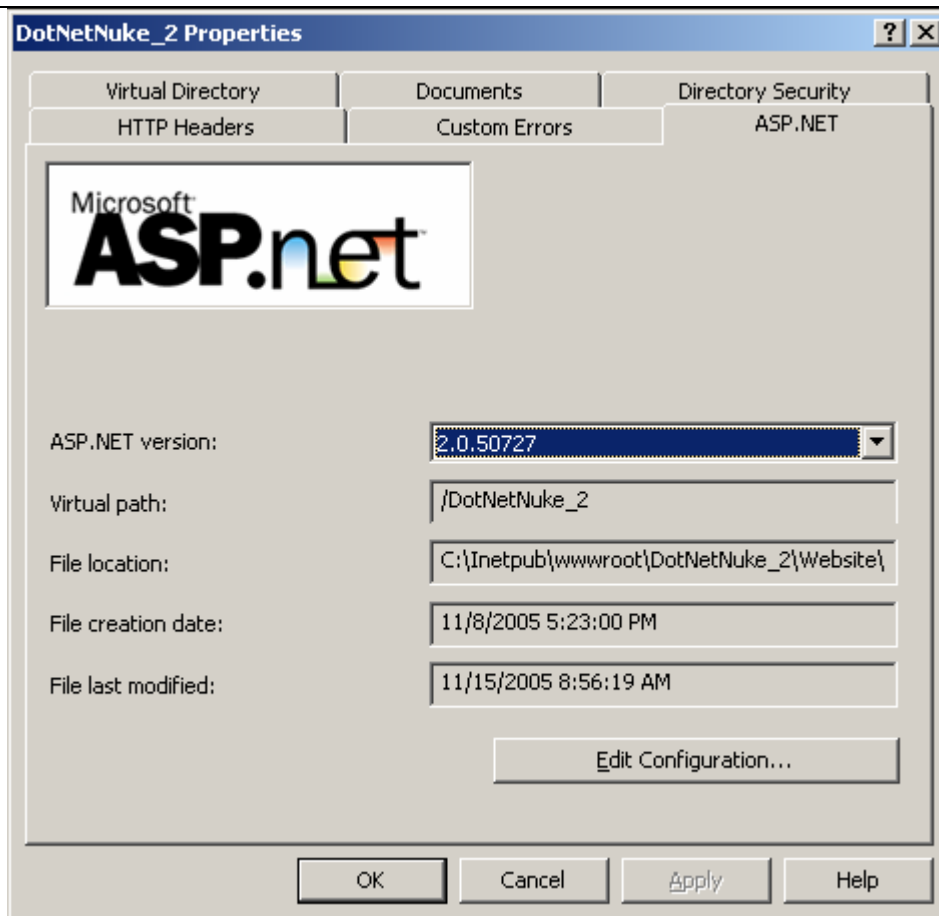 DotNetNuke_2 Properties
Virtual Directory Documents Directory Security
HTTP Headers Custom Errors ASP.NET
Microsoft
ASP.net
ASP.NET version: 2.0.50727
Virtual path: /DotNetNuke_2
File location: C:\Inetpub\wwwroot\DotNetNuke_2\Website\
File creation date: 11/8/2005 5:23:00 PM
File last modified: 11/15/2005 8:56:19 AM
Edit Configuration...
OK Cancel Apply Help